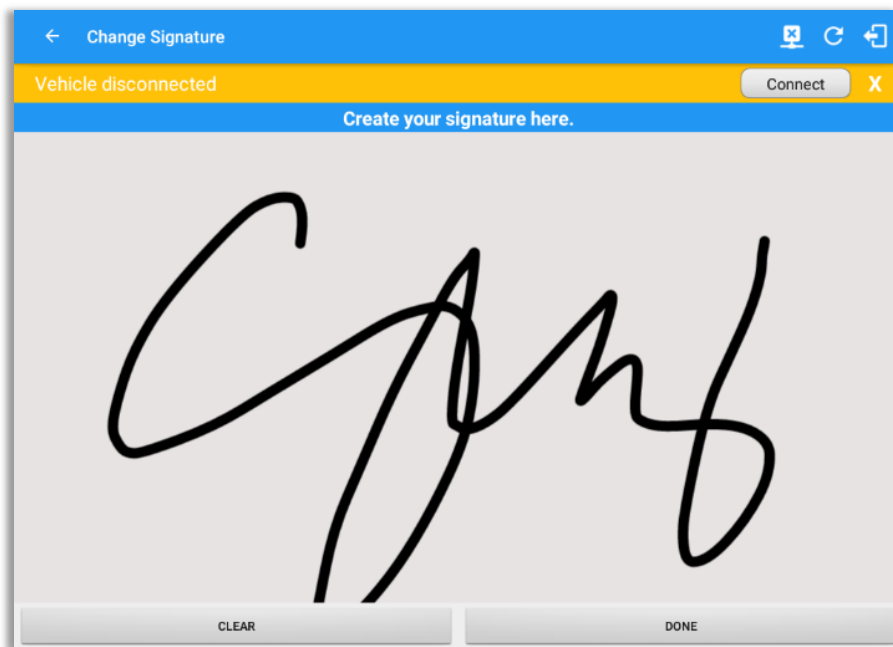 Change Signature
Vehicle disconnected
Connect
X
Create your signature here.
CLEAR
DONE